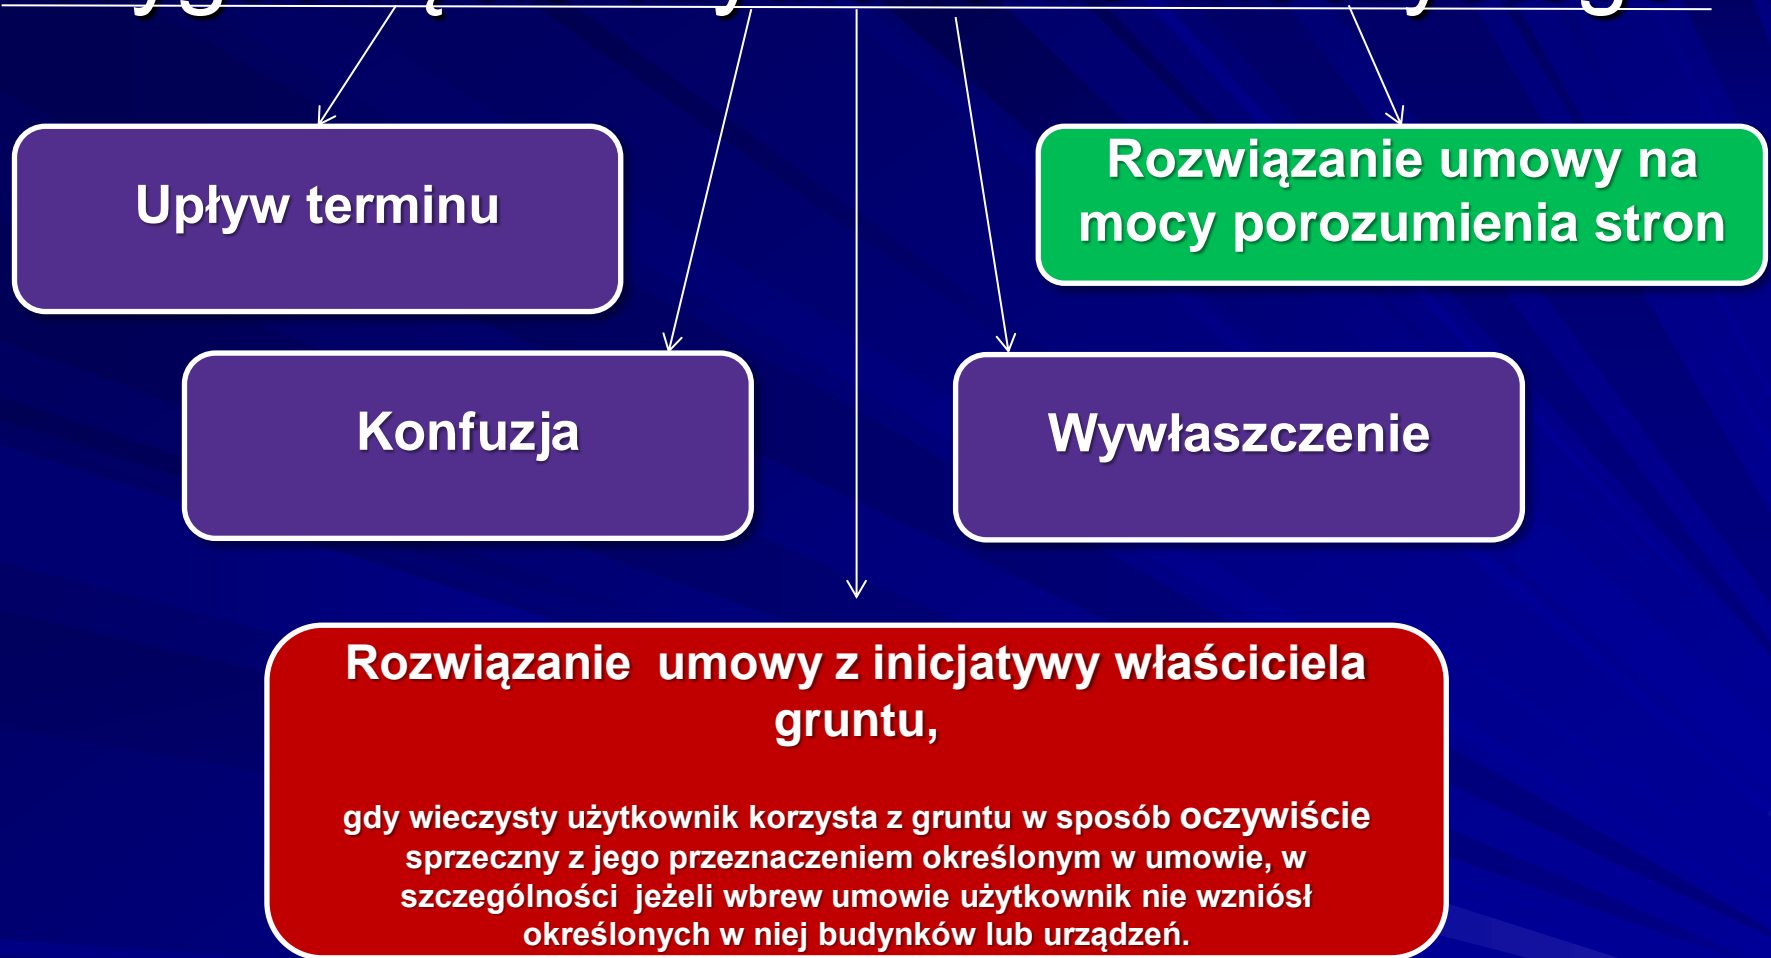 Upływ terminu
Rozwiązanie umowy na
mocy porozumienia stron
Konfuzja
Wywłaszczenie
Rozwiązanie  umowy z inicjatywy właściciela
gruntu,
gdy wieczysty użytkownik korzysta z gruntu w sposób oczywiście
sprzeczny z jego przeznaczeniem określonym w umowie, w
szczególności  jeżeli wbrew umowie użytkownik nie wzniósł
określonych w niej budynków lub urządzeń.